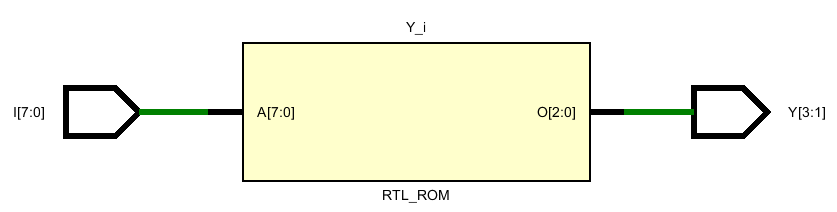 Y_i
I[7:0]
A[7:0]
O[2:0]
Y[3:1]
RTL_ROM